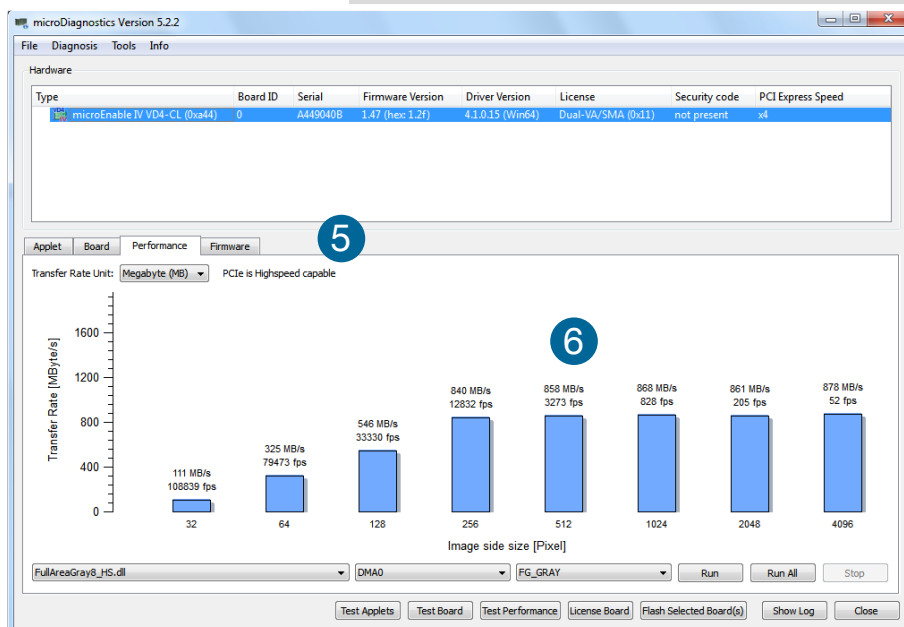 microDiagnostics Version 5.2.2
File Diagnosis Tools Info
Hardware
Type Board ID Serial Firmware Version Driver Version License Security code PCI Express Speed
microEnable IV VD4-CL (0xa44) 0 A449040B 1.47 (hex: 1.2f) 4.1.0.15 (Win64) Dual-VA/SMA (0x11) not present x4
5
Applet Board Performance Firmware
Transfer Rate Unit: Megabyte (MB) PCIe is Highspeed capable
6
Transfer Rate [MByte/s]
1600
1200
800
400
0
111 MB/s
108839 fps
325 MB/s
79473 fps
546 MB/s
33330 fps
840 MB/s
12832 fps
858 MB/s
3273 fps
868 MB/s
828 fps
861 MB/s
205 fps
878 MB/s
52 fps
32 64 128 256 512 1024 2048 4096
Image side size [Pixel]
FullAreaGray8_HS.dll DMA0 FG_GRAY Run Run All Stop
Test Applets Test Board Test Performance License Board Flash Selected Board(s) Show Log Close